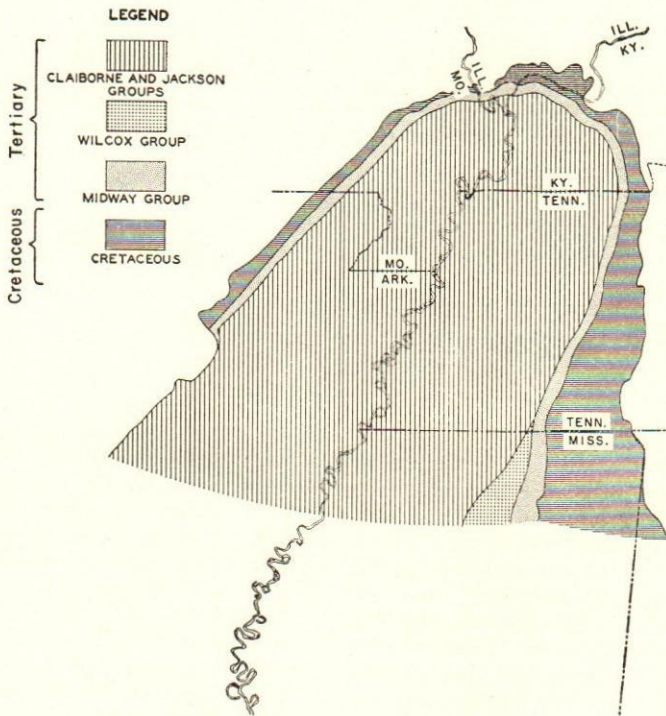 LEGEND
Tertiary
CLAIBORNE AND JACKSON
GROUPS
WILCOX GROUP
MIDWAY GROUP
Cretaceous
CRETACEOUS
ILL.
KY.
MO.
ILL.
KY.
TENN.
MO.
ARK.
TENN.
MISS.